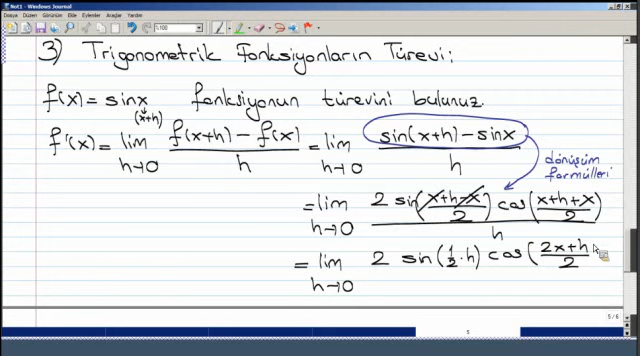 Not1 - Windows Journal
Dosya Düzen Görünüm Ekle Eylemler Araçlar Yardım
%100
3) Trigonometrik Fonksiyonların Türevi:
f(x) = sinx fonksiyonun türevini bulunuz.
(x+h)
f'(x) = lim h→0 f(x+h) - f(x) / h = lim h→0 sin(x+h) - sinx / h
dönüşüm
formülleri
= lim h→0 2 sin(x+h-x / 2) cos(x+h+x / 2) / h
= lim h→0 2 sin(1/2 · h) cos(2x+h / 2
5 / 6
5